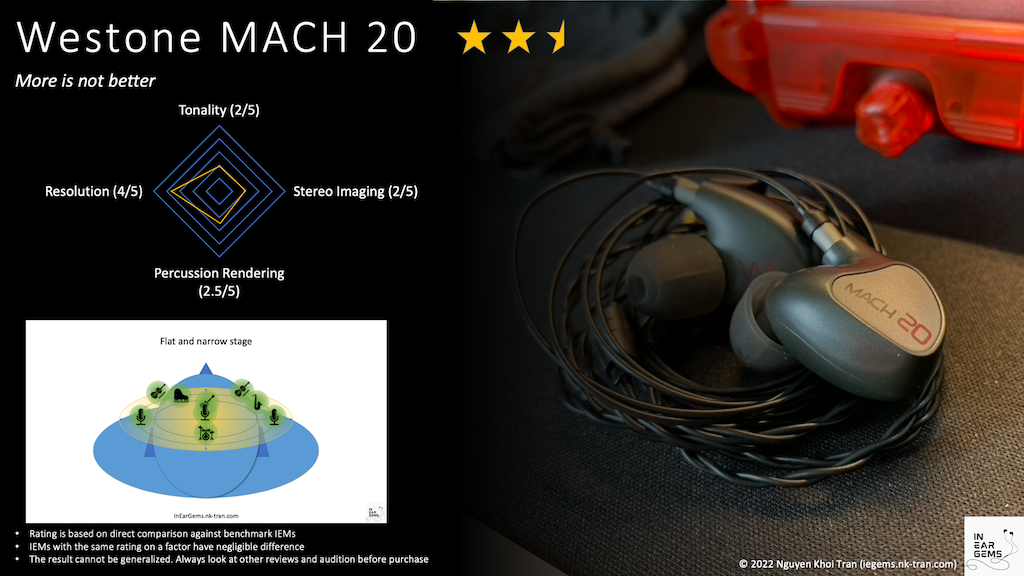 Westone MACH 20
More is not better
Tonality (2/5)
Resolution (4/5)
Stereo Imaging (2/5)
Percussion Rendering
(2.5/5)
Flat and narrow stage
InEarGems.nk-tran.com
IN
EAR
GEMS
• Rating is based on direct comparison against benchmark IEMs
• IEMs with the same rating on a factor have negligible difference
• The result cannot be generalized. Always look at other reviews and audition before purchase
MACH 20
© 2022 Nguyen Khoi Tran (iegems.nk-tran.com)
IN
EAR
GEMS